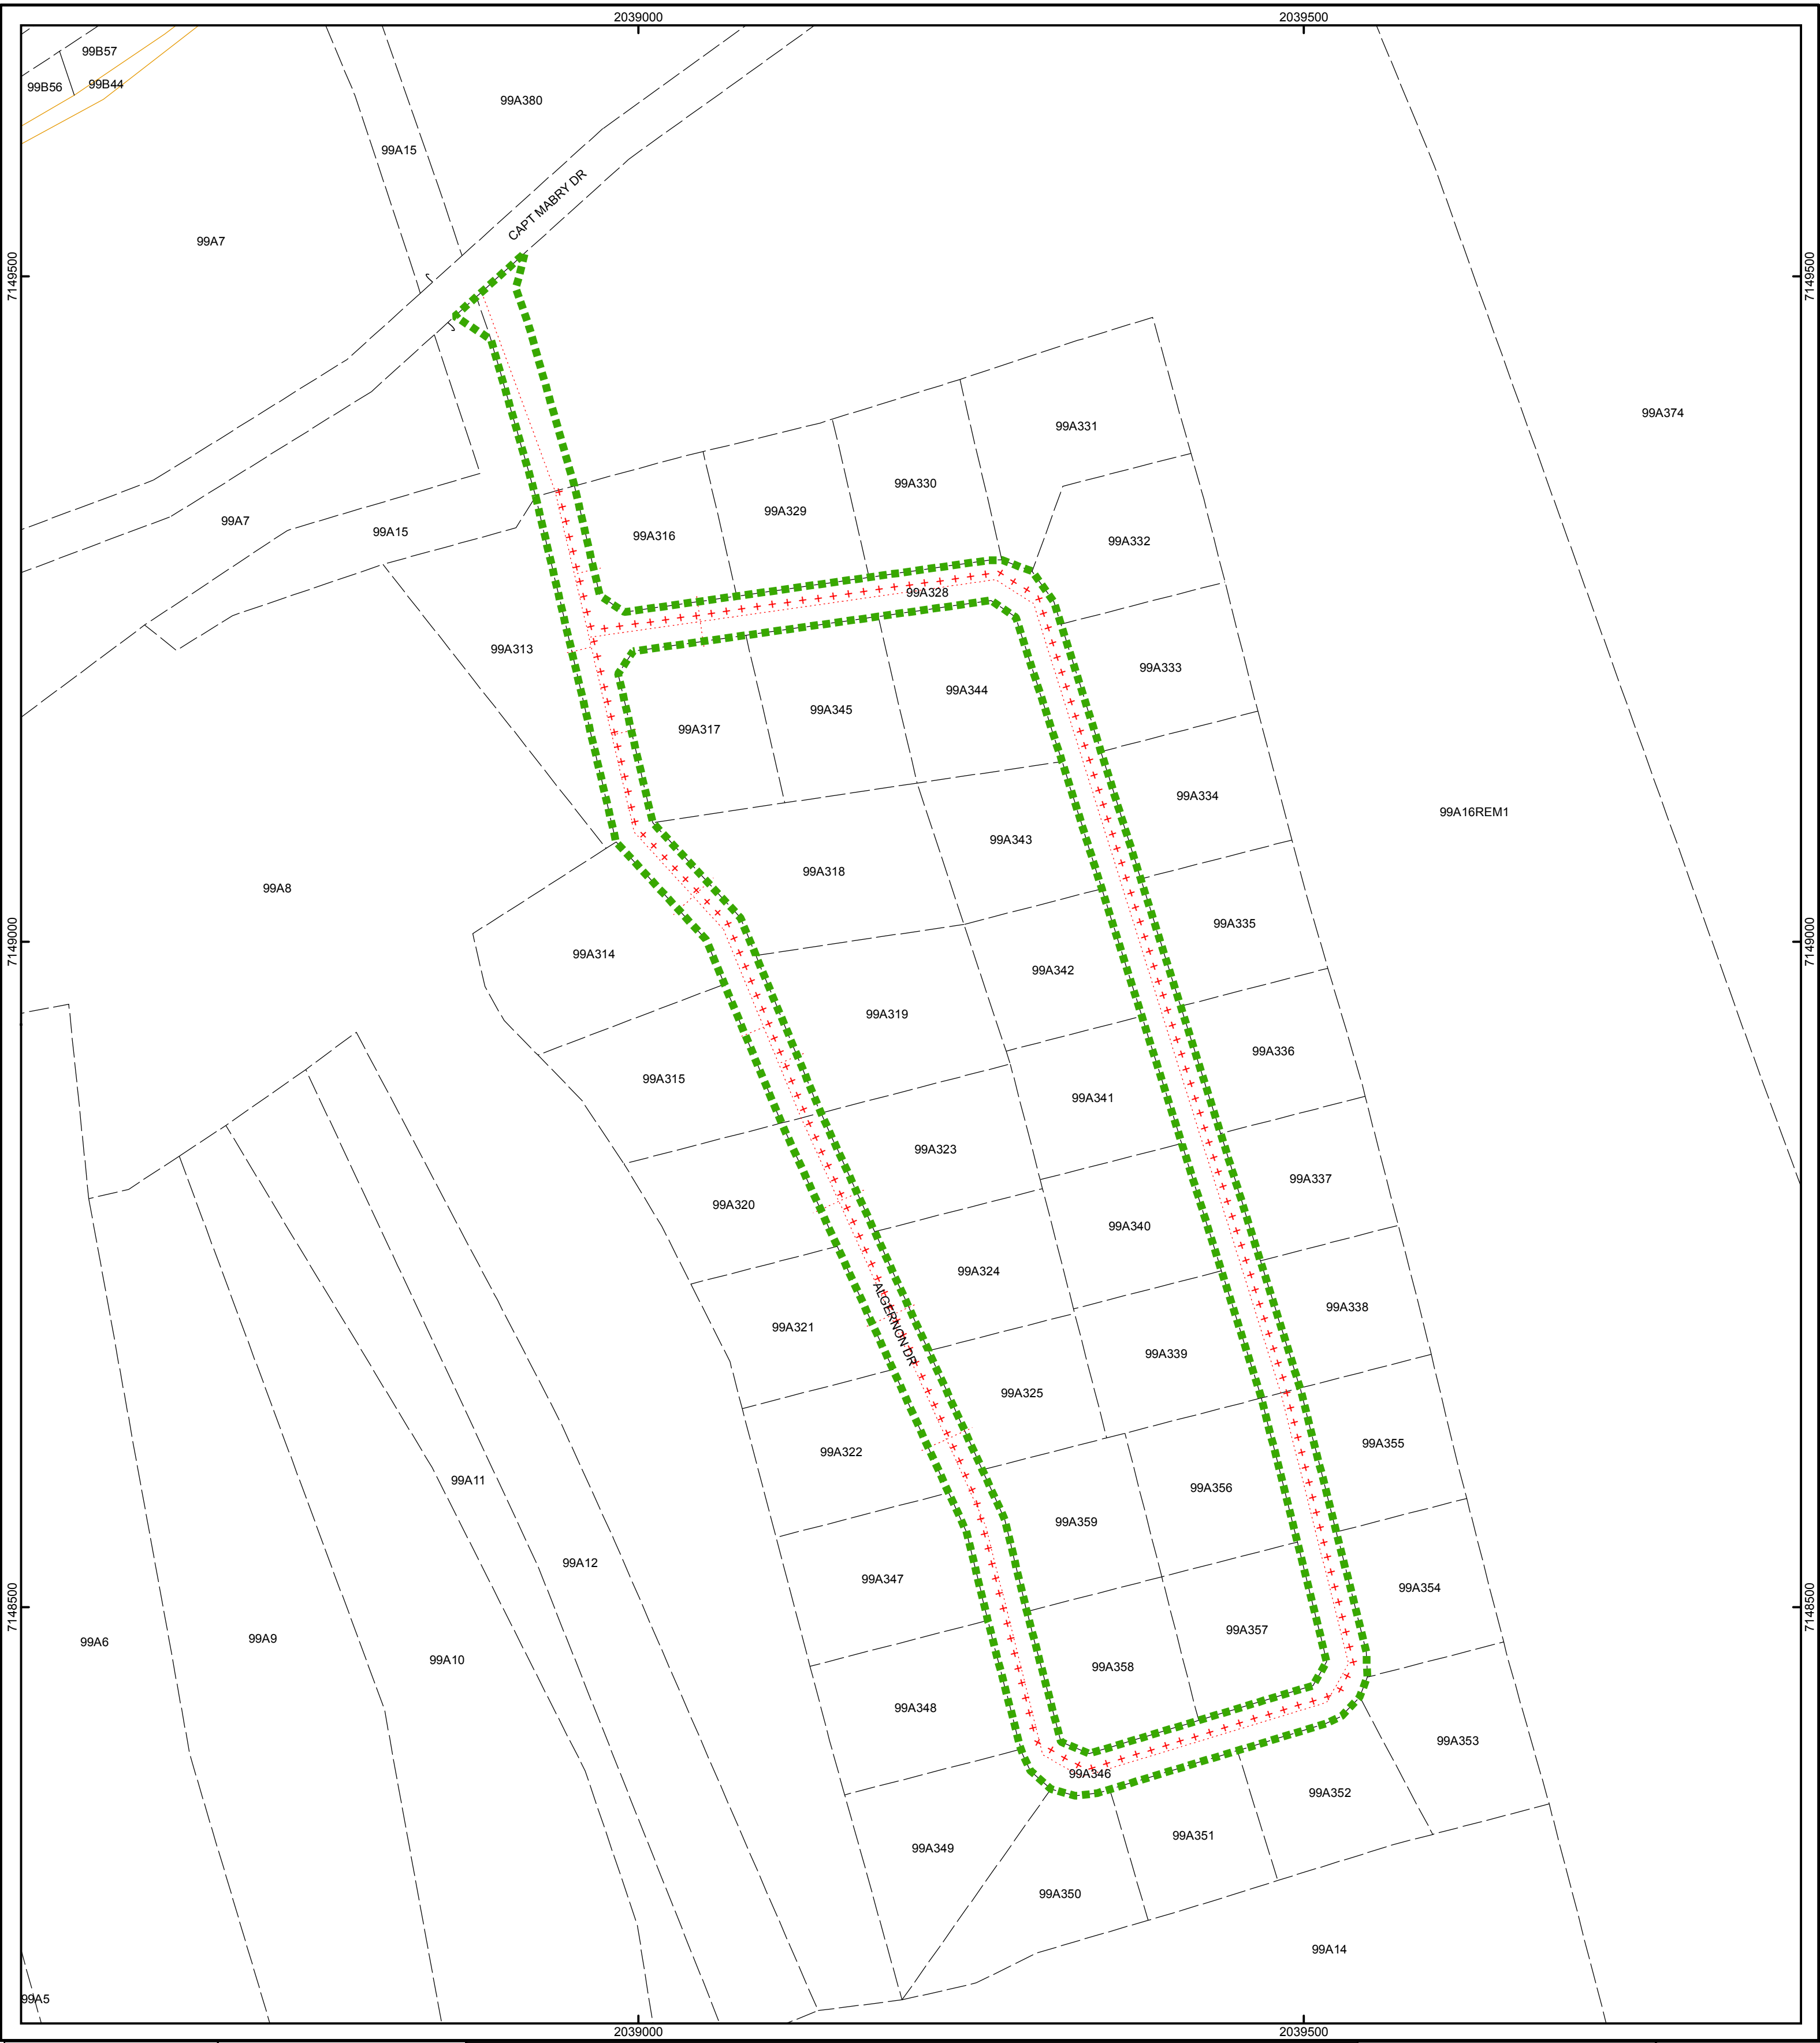 2039000
2039500
99B57
99B56
99B44
99A380
99A15
CAPT MABRY DR
99A7
7149500
7149500
99A374
99A331
99A330
99A329
99A7
99A15
99A316
99A332
99A328
99A313
99A333
99A344
99A345
99A317
99A334
99A16REM1
99A343
99A318
99A8
99A335
7149000
7149000
99A314
99A342
99A319
99A336
99A315
99A341
99A323
99A337
99A320
99A340
99A324
99A338
99A321
ALGERNON DR
99A339
99A325
99A355
99A322
99A11
99A356
99A359
99A12
99A347
99A354
7148500
7148500
99A6
99A9
99A357
99A10
99A358
99A348
99A353
99A346
99A352
99A351
99A349
99A350
99A14
99A5
2039000
2039500